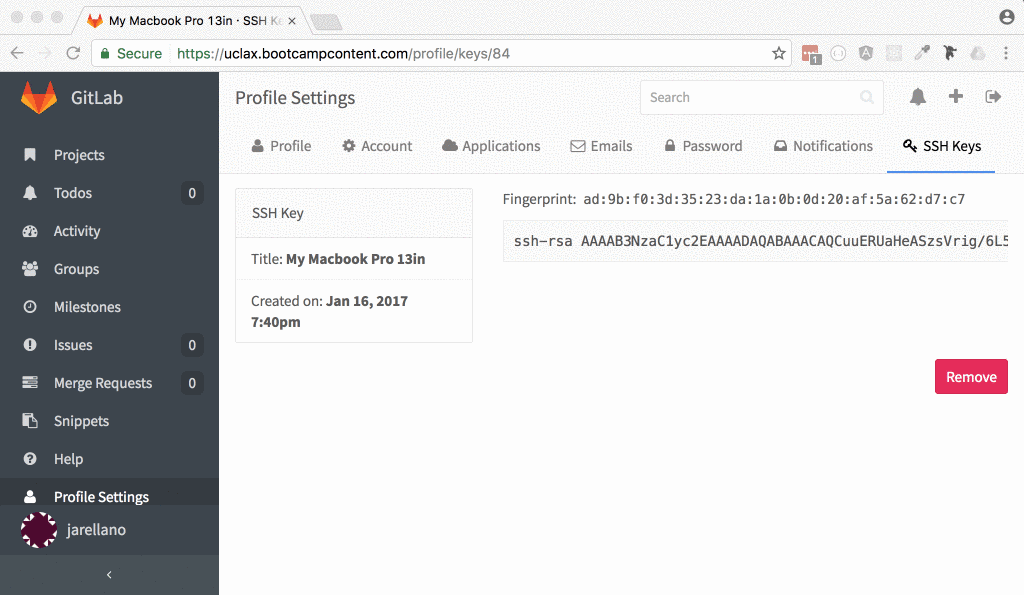 My Macbook Pro 13in · SSH Ke
Secure https://uclax.bootcampcontent.com/profile/keys/84
1
GitLab
Profile Settings
Search
Profile
Account
Applications
Emails
Password
Notifications
SSH Keys
Projects
Todos 0
Activity
Groups
Milestones
Issues 0
Merge Requests 0
Snippets
Help
Profile Settings
jarellano
SSH Key
Title: My Macbook Pro 13in
Created on: Jan 16, 2017
7:40pm
Fingerprint: ad:9b:f0:3d:35:23:da:1a:0b:0d:20:af:5a:62:d7:c7
ssh-rsa AAAAB3NzaC1yc2EAAAADAQABAAACAQCuuERUaHeASzsVrig/6L5
Remove